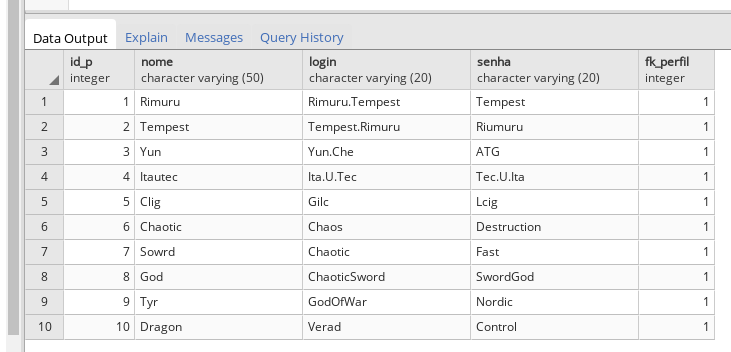 Data Output Explain Messages Query History
id_p nome login senha fk_perfil
integer character varying (50) character varying (20) character varying (20) integer
1 1 Rimuru Rimuru.Tempest Tempest 1
2 2 Tempest Tempest.Rimuru Riumuru 1
3 3 Yun Yun.Che ATG 1
4 4 Itautec Ita.U.Tec Tec.U.Ita 1
5 5 Clig Gilc Lcig 1
6 6 Chaotic Chaos Destruction 1
7 7 Sowrd Chaotic Fast 1
8 8 God ChaoticSword SwordGod 1
9 9 Tyr GodOfWar Nordic 1
10 10 Dragon Verad Control 1